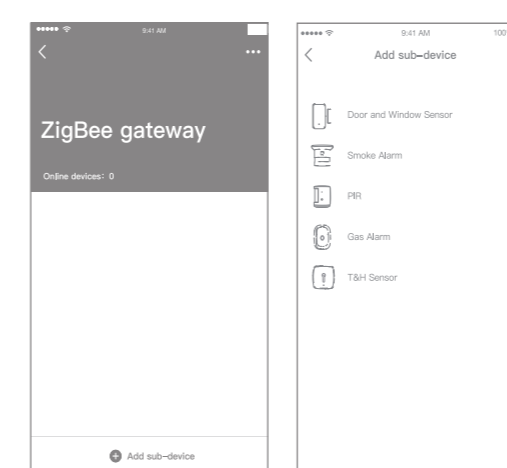 9:41 AM
ZigBee gateway
Online devices: 0
Add sub-device
9:41 AM
100
Add sub-device
Door and Window Sensor
Smoke Alarm
PIR
Gas Alarm
T&H Sensor